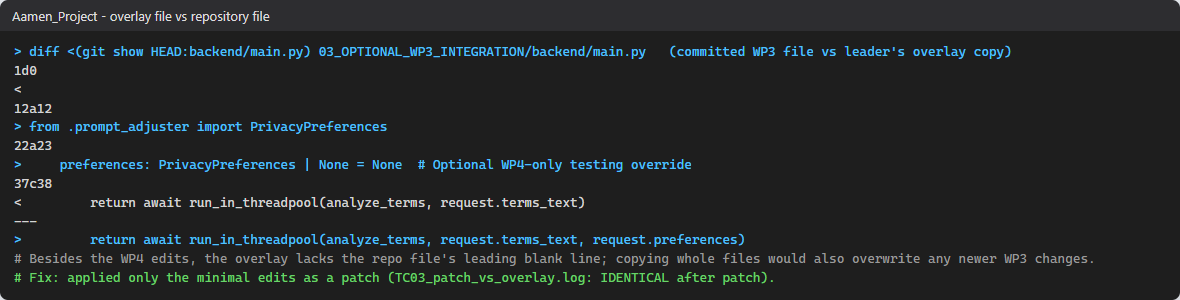 Aamen_Project - overlay file vs repository file
> diff <(git show HEAD:backend/main.py) 03_OPTIONAL_WP3_INTEGRATION/backend/main.py   (committed WP3 file vs leader's overlay copy)
1d0
<
12a12
> from .prompt_adjuster import PrivacyPreferences
22a23
>     preferences: PrivacyPreferences | None = None  # Optional WP4-only testing override
37c38
<         return await run_in_threadpool(analyze_terms, request.terms_text)
---
>         return await run_in_threadpool(analyze_terms, request.terms_text, request.preferences)
# Besides the WP4 edits, the overlay lacks the repo file's leading blank line; copying whole files would also overwrite any newer WP3 changes.
# Fix: applied only the minimal edits as a patch (TC03_patch_vs_overlay.log: IDENTICAL after patch).